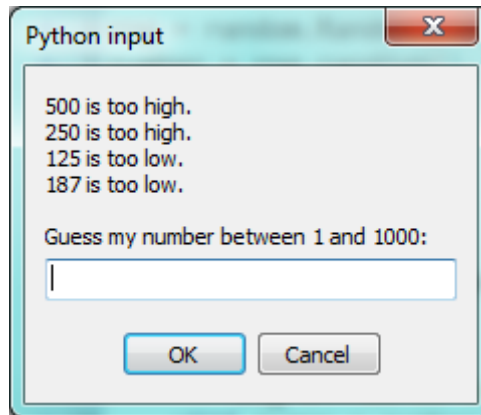 Python input
500 is too high.
250 is too high.
125 is too low.
187 is too low.
Guess my number between 1 and 1000:
OK
Cancel